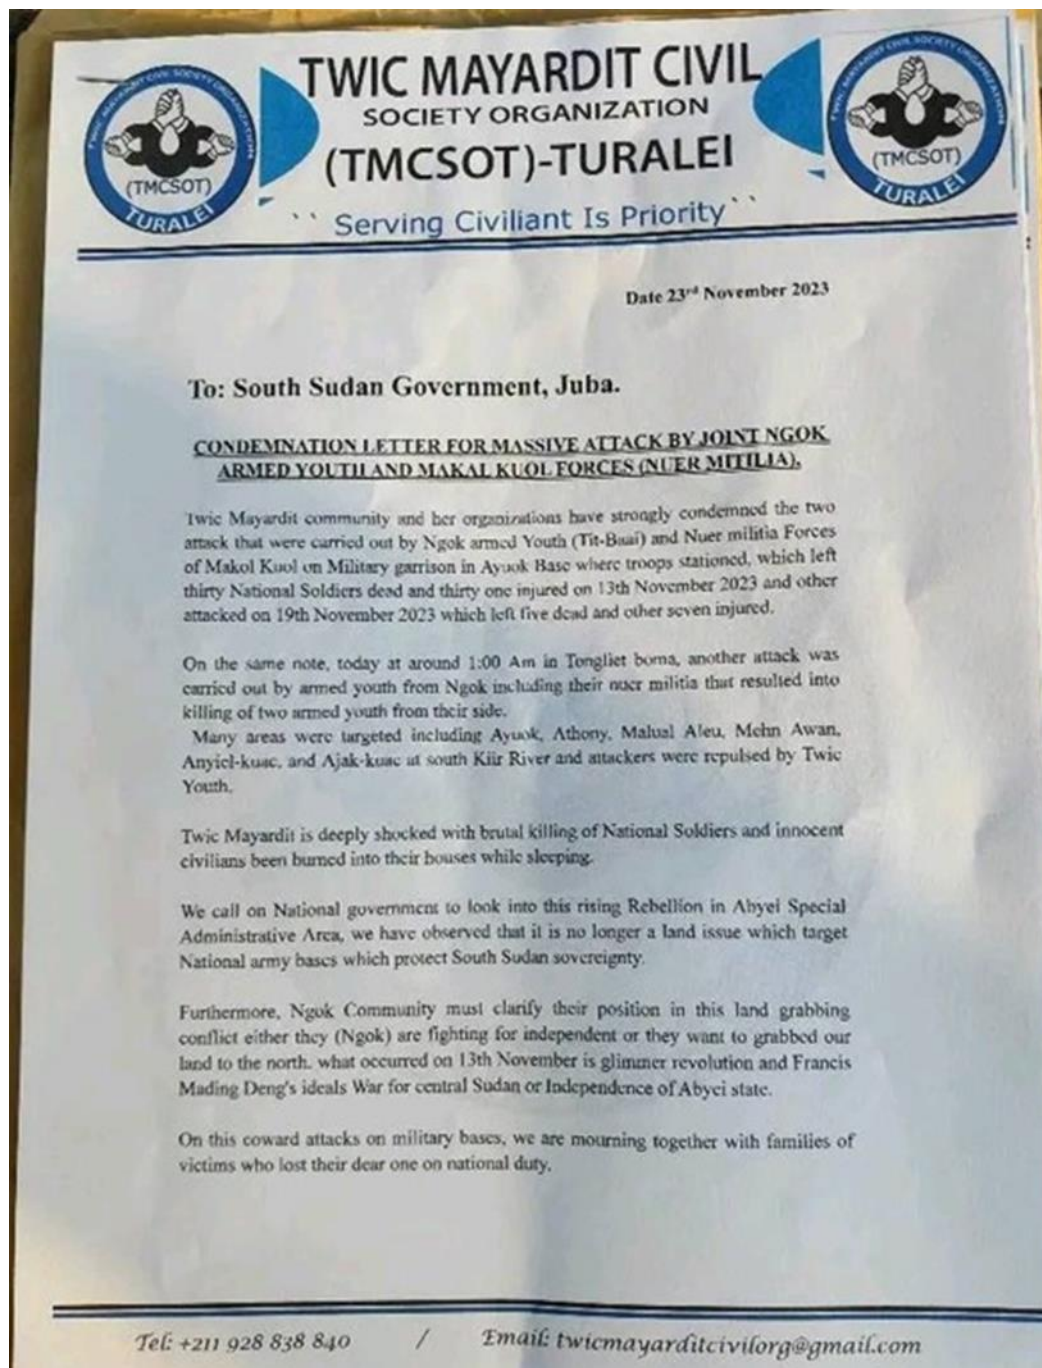 TWIC MAYARDIT CIVIL
SOCIETY ORGANIZATION
(TMCSOT)-TURALEI
`` Serving Civiliant Is Priority``
TWIC MAYARDIT CIVIL SOCIETY ORGANIZATION
(TMCSOT)
TURALEI
TWIC MAYARDIT CIVIL SOCIETY ORGANIZATION
(TMCSOT)
TURALEI
Date 23rd November 2023
To: South Sudan Government, Juba.
CONDEMNATION LETTER FOR MASSIVE ATTACK BY JOINT NGOK
ARMED YOUTH AND MAKAL KUOL FORCES (NUER MITILIA).
Twic Mayardit community and her organizations have strongly condemned the two
attack that were carried out by Ngok armed Youth (Tit-Baai) and Nuer militia Forces
of Makol Kuol on Military garrison in Ayuok Base where troops stationed, which left
thirty National Soldiers dead and thirty one injured on 13th November 2023 and other
attacked on 19th November 2023 which left five dead and other seven injured.
On the same note, today at around 1:00 Am in Tongliet boma, another attack was
carried out by armed youth from Ngok including their nuer militia that resulted into
killing of two armed youth from their side.
Many areas were targeted including Ayuok, Athony, Malual Aleu, Mehn Awan,
Anyiel-kuac, and Ajak-kuac at south Kiir River and attackers were repulsed by Twic
Youth.
Twic Mayardit is deeply shocked with brutal killing of National Soldiers and innocent
civilians been burned into their houses while sleeping.
We call on National government to look into this rising Rebellion in Abyei Special
Administrative Area, we have observed that it is no longer a land issue which target
National army bases which protect South Sudan sovereignty.
Furthermore, Ngok Community must clarify their position in this land grabbing
conflict either they (Ngok) are fighting for independent or they want to grabbed our
land to the north. what occurred on 13th November is glimmer revolution and Francis
Mading Deng's ideals War for central Sudan or Independence of Abyei state.
On this coward attacks on military bases, we are mourning together with families of
victims who lost their dear one on national duty.
Tel: +211 928 838 840 / Email: twicmayarditcivilorg@gmail.com